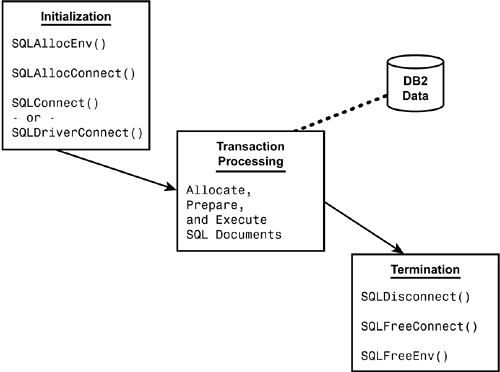 Initialization
SQLAllocEnv()
SQLAllocConnect()
SQLConnect()
- or -
SQLDriverConnect()
DB2
Data
Transaction
Processing
Allocate,
Prepare,
and Execute
SQL Documents
Termination
SQLDisconnect()
SQLFreeConnect()
SQLFreeEnv()